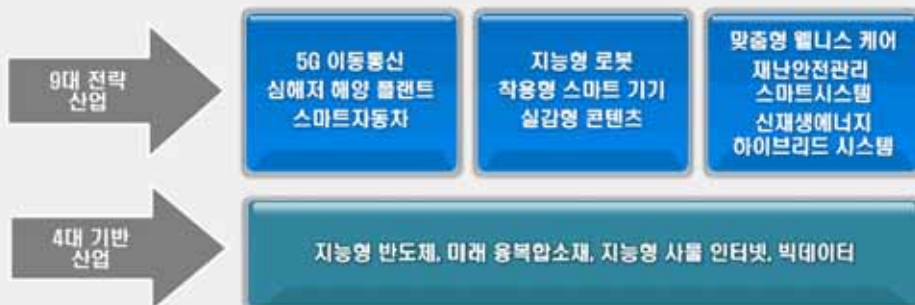 9대 전략
산업
5G 이동통신
심해저 해양 플랜트
스마트자동차
지능형 로봇
착용형 스마트 기기
실감형 콘텐츠
맞춤형 웰니스 케어
재난안전관리
스마트시스템
신재생에너지
하이브리드 시스템
4대 기반
산업
지능형 반도체, 미래 융복합소재, 지능형 사물 인터넷, 빅데이터